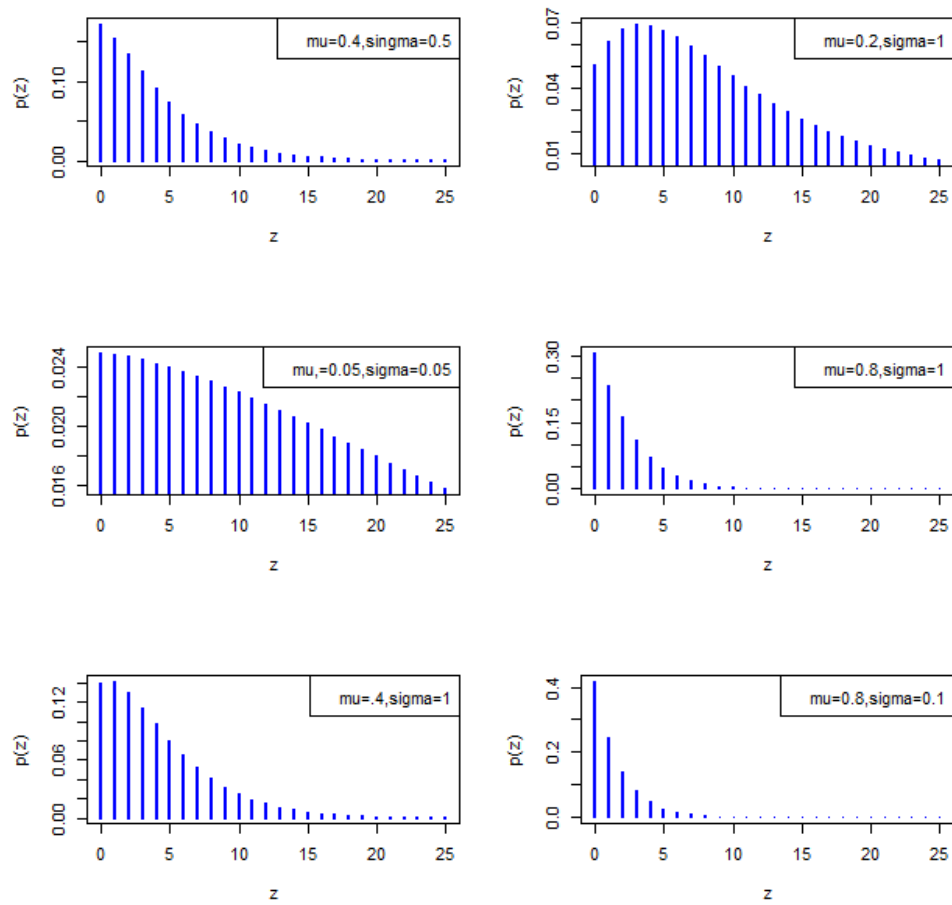 mu=0.4,singma=0.5
p(z)
0.00 0.10
0 5 10 15 20 25
z
mu=0.2,sigma=1
p(z)
0.01 0.04 0.07
0 5 10 15 20 25
z
mu,=0.05,sigma=0.05
p(z)
0.016 0.020 0.024
0 5 10 15 20 25
z
mu=0.8,sigma=1
p(z)
0.00 0.15 0.30
0 5 10 15 20 25
z
mu=.4,sigma=1
p(z)
0.00 0.06 0.12
0 5 10 15 20 25
z
mu=0.8,sigma=0.1
p(z)
0.0 0.2 0.4
0 5 10 15 20 25
z